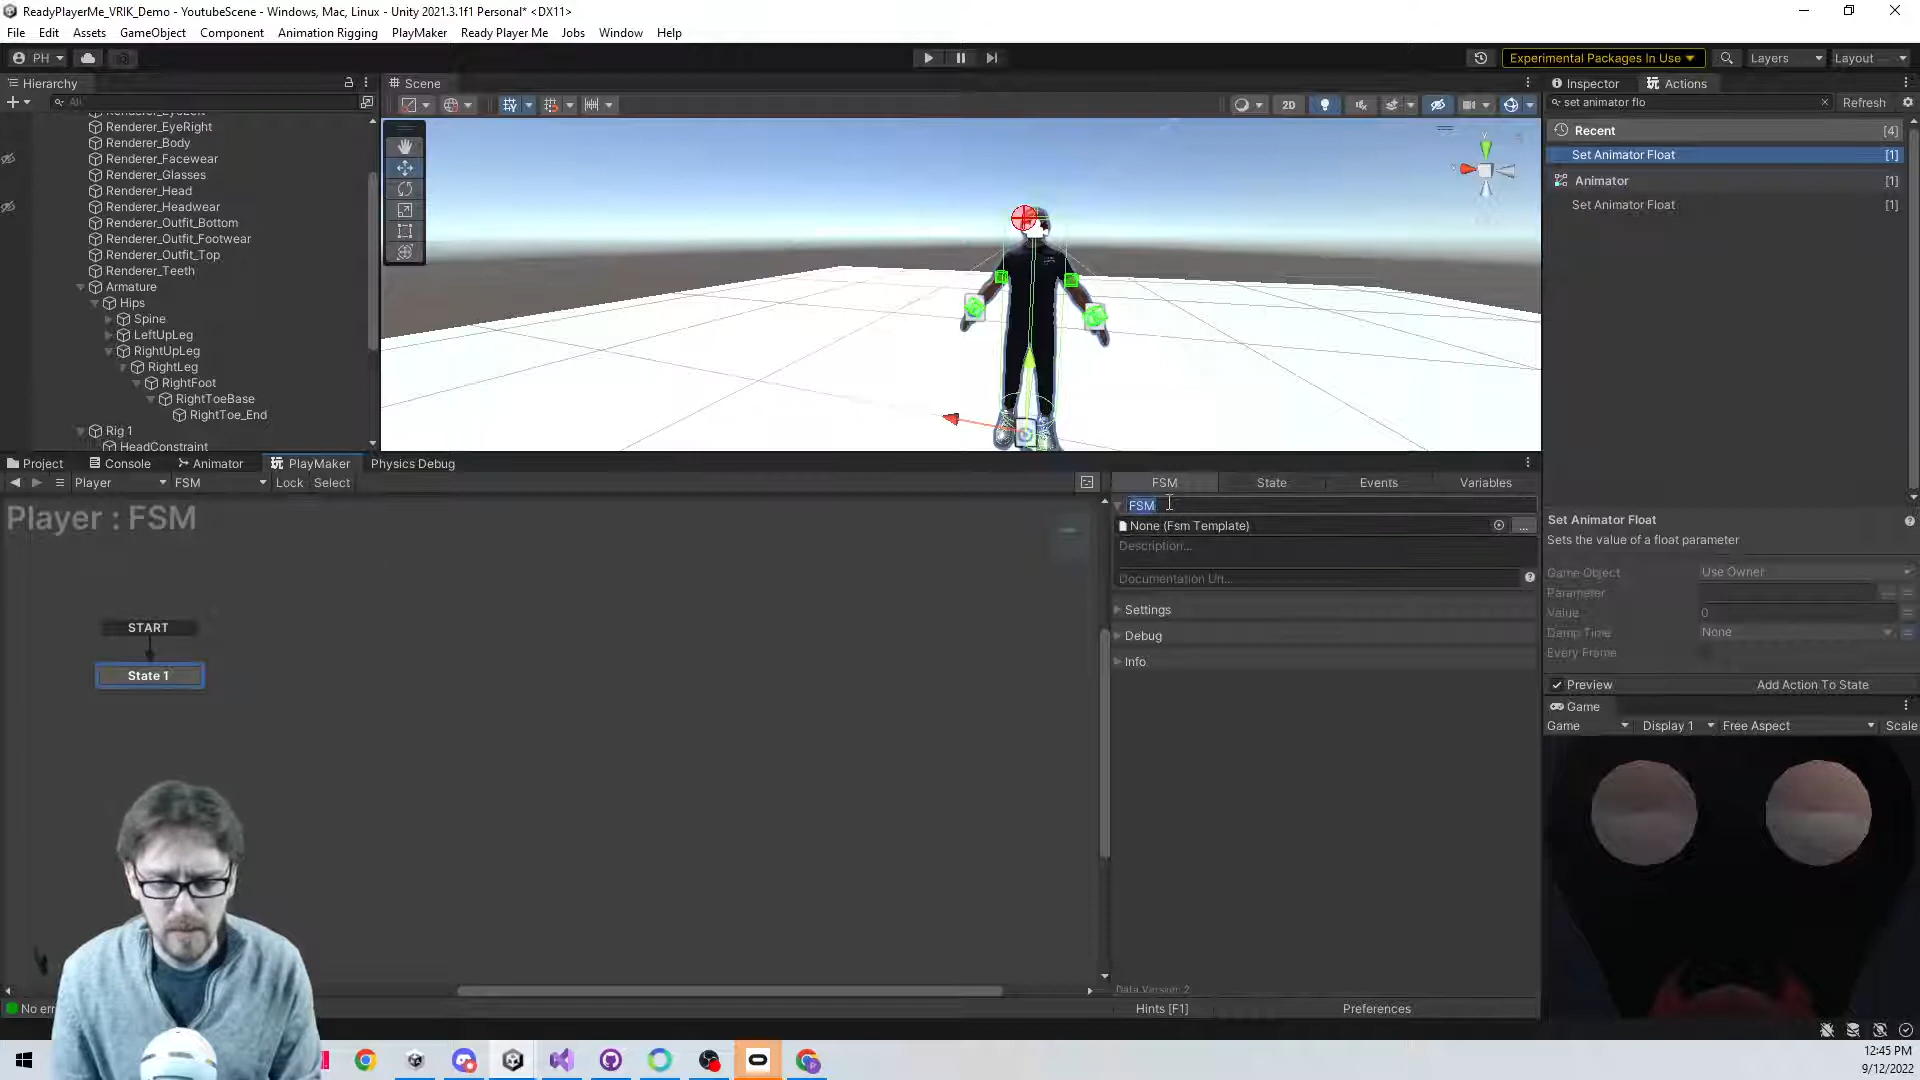 ReadyPlayerMe_VRIK_Demo - YoutubeScene - Windows, Mac, Linux - Unity 2021.3.1f1 Personal* <DX11>
File Edit Assets GameObject Component Animation Rigging PlayMaker Ready Player Me Jobs Window Help
PH Experimental Packages In Use Layers Layout
Hierarchy Scene Inspector Actions
All 2D set animator flo Refresh
Renderer_EyeRight
Renderer_Body
Renderer_Facewear
Renderer_Glasses
Renderer_Head
Renderer_Headwear
Renderer_Outfit_Bottom
Renderer_Outfit_Footwear
Renderer_Outfit_Top
Renderer_Teeth
Armature
Hips
Spine
LeftUpLeg
RightUpLeg
RightLeg
RightFoot
RightToeBase
RightToe_End
Rig 1
HeadConstraint
Recent [4]
Set Animator Float [1]
Animator [1]
Set Animator Float [1]
Project Console Animator PlayMaker Physics Debug
Player FSM Lock Select
Player : FSM
START
State 1
FSM State Events Variables
FSM
None (Fsm Template) ...
Description...
Documentation Url...
Settings
Debug
Info
Data Version: 2
Hints [F1] Preferences
Set Animator Float
Sets the value of a float parameter
Game Object Use Owner
Parameter
Value 0
Damp Time None
Every Frame
Preview Add Action To State
Game
Game Display 1 Free Aspect Scale
No err
12:45 PM
9/12/2022